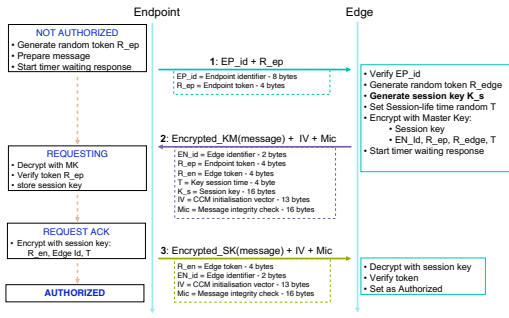 Endpoint
Edge
NOT AUTHORIZED
• Generate random token R_ep
• Prepare message
• Start timer waiting response
1: EP_id + R_ep
EP_id = Endpoint identifier - 8 bytes
R_ep = Endpoint token - 4 bytes
• Verify EP_id
• Generate random token R_edge
• Generate session key K_s
• Set Session-life time random T
• Encrypt with Master Key:
• Session key
• EN_Id, R_ep, R_edge, T
• Start timer waiting response
2: Encrypted_KM(message) + IV + Mic
EN_id = Edge identifier - 2 bytes
R_ep = Endpoint token - 4 bytes
R_en = Edge token - 4 bytes
T = Key session time - 4 byte
K_s = Session key - 16 bytes
IV = CCM initialisation vector - 13 bytes
Mic = Message integrity check - 16 bytes
REQUESTING
• Decrypt with MK
• Verify token R_ep
• store session key
REQUEST ACK
• Encrypt with session key:
R_en, Edge Id, T
3: Encrypted_SK(message) + IV + Mic
R_en = Edge token - 4 bytes
EN_id = Edge identifier - 2 bytes
IV = CCM initialisation vector - 13 bytes
Mic = Message integrity check - 16 bytes
• Decrypt with session key
• Verify token
• Set as Authorized
AUTHORIZED